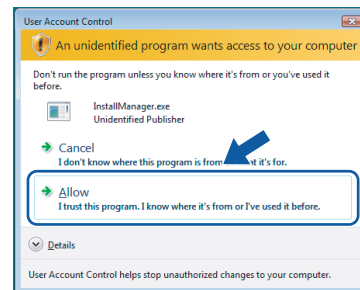 User Account Control
An unidentified program wants access to your computer
Don't run the program unless you know where it's from or you've used it
before.
InstallManager.exe
Unidentified Publisher
Cancel
I don't know where this program is from it's for.
Allow
I trust this program. I know where it's from or I've used it before.
Details
User Account Control helps stop unauthorized changes to your computer.